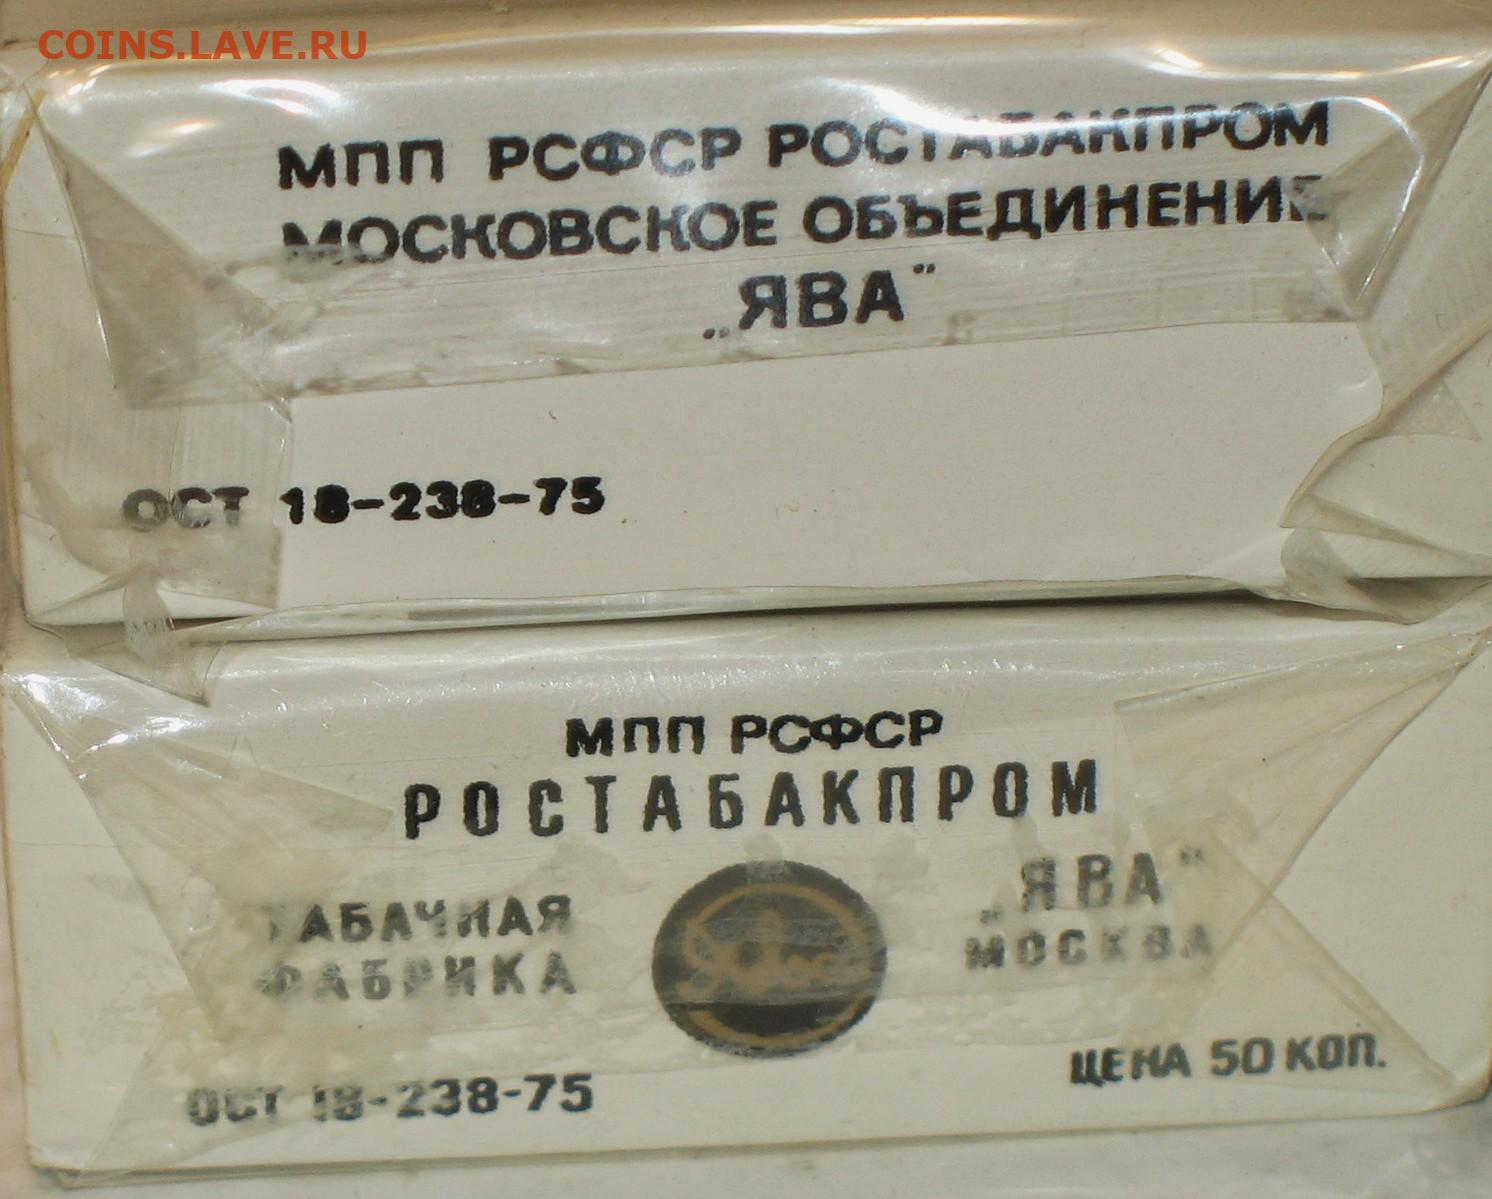 COINS.LAVE.RU
МПП РСФСР РОСТАБАКПРОМ
МОСКОВСКОЕ ОБЪЕДИНЕНИЕ
„ЯВА"
ОСТ 18-238-75
МПП РСФСР
РОСТАБАКПРОМ
ТАБАЧНАЯ
ФАБРИКА
Ява
„ЯВА"
МОСКВА
ЦЕНА 50 КОП.
ОСТ 18-238-75